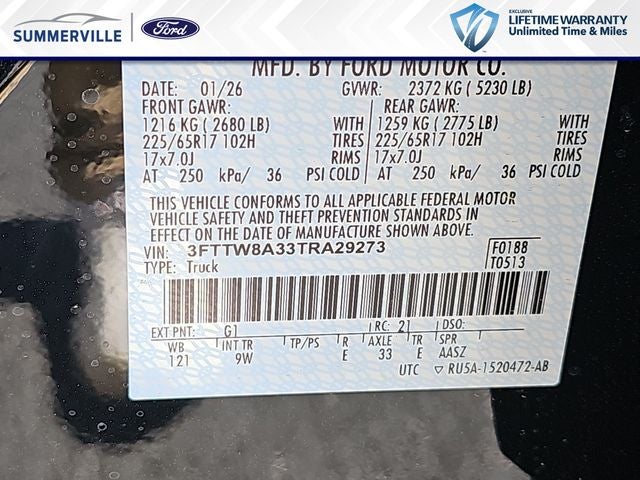 SUMMERVILLE
Ford
EXCLUSIVE
LIFETIME WARRANTY
Unlimited Time & Miles
MFD. BY FORD MOTOR CO.
DATE: 01/26 GVWR: 2372 KG ( 5230 LB)
FRONT GAWR: REAR GAWR:
1216 KG ( 2680 LB) WITH 1259 KG ( 2775 LB) WITH
225/65R17 102H TIRES 225/65R17 102H TIRES
17x7.0J RIMS 17x7.0J RIMS
AT 250 kPa/ 36 PSI COLD AT 250 kPa/ 36 PSI COLD
THIS VEHICLE CONFORMS TO ALL APPLICABLE FEDERAL MOTOR
VEHICLE SAFETY AND THEFT PREVENTION STANDARDS IN
EFFECT ON THE DATE OF MANUFACTURE SHOWN ABOVE.
VIN: 3FTTW8A33TRA29273 F0188
TYPE: Truck T0513
EXT PNT: G1 RC: 21 DSO:
WB INT TR TP/PS R AXLE TR SPR
121 9W E 33 E AASZ
UTC ▽ RU5A-1520472-AB